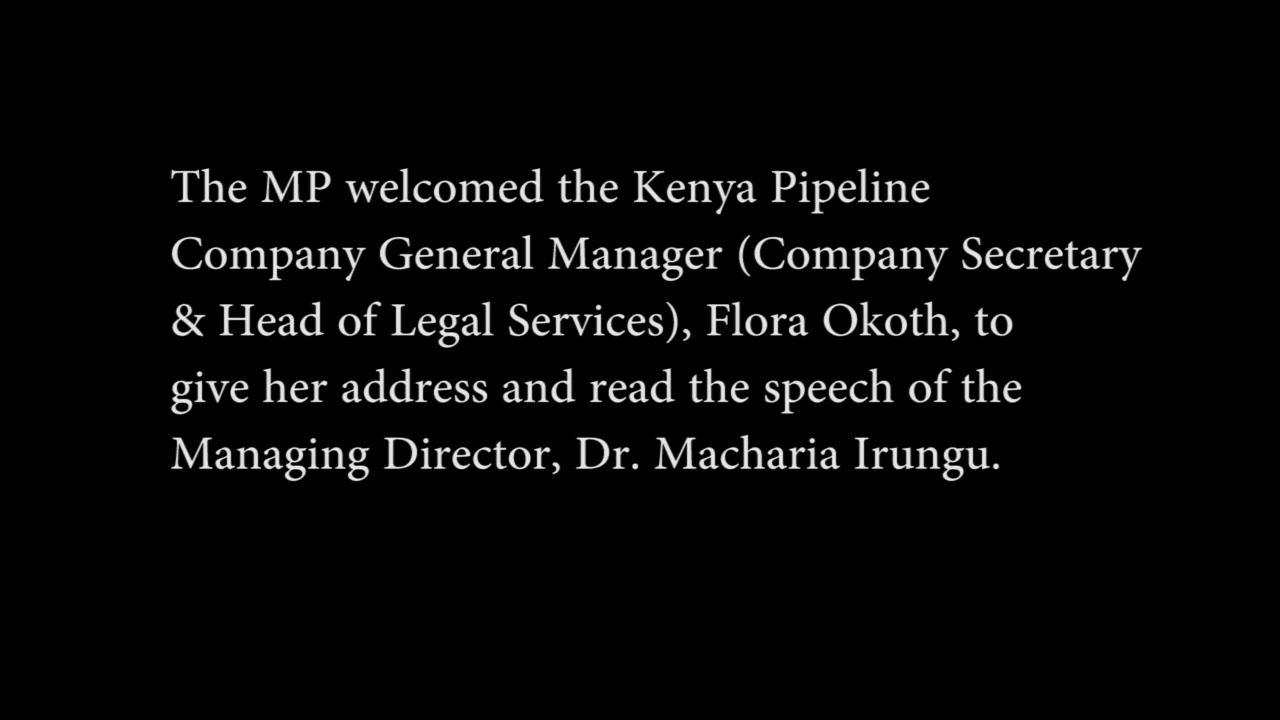 The MP welcomed the Kenya Pipeline
Company General Manager (Company Secretary
& Head of Legal Services), Flora Okoth, to
give her address and read the speech of the
Managing Director, Dr. Macharia Irungu.